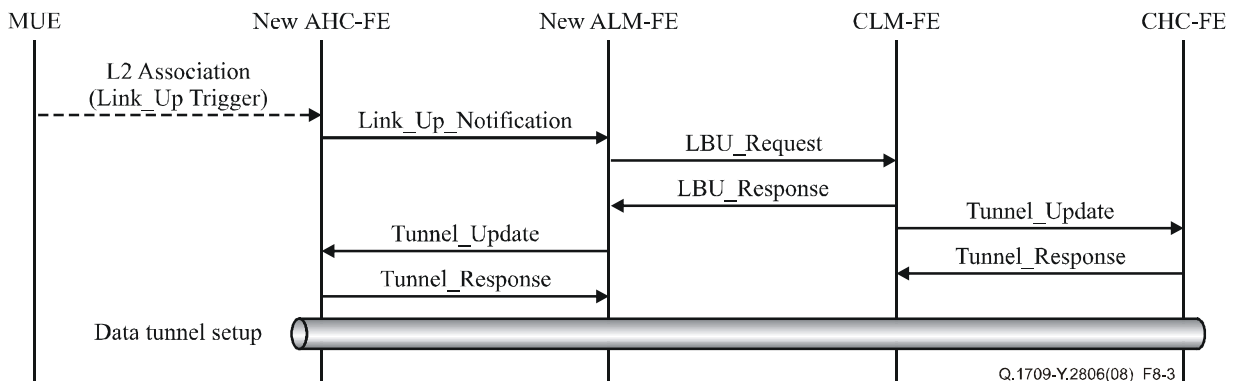 MUE
New AHC-FE
New ALM-FE
CLM-FE
CHC-FE
L2 Association
(Link_Up Trigger)
Link_Up_Notification
LBU_Request
LBU_Response
Tunnel_Update
Tunnel_Update
Tunnel_Response
Tunnel_Response
Data tunnel setup
Q.1709-Y.2806(08)_F8-3